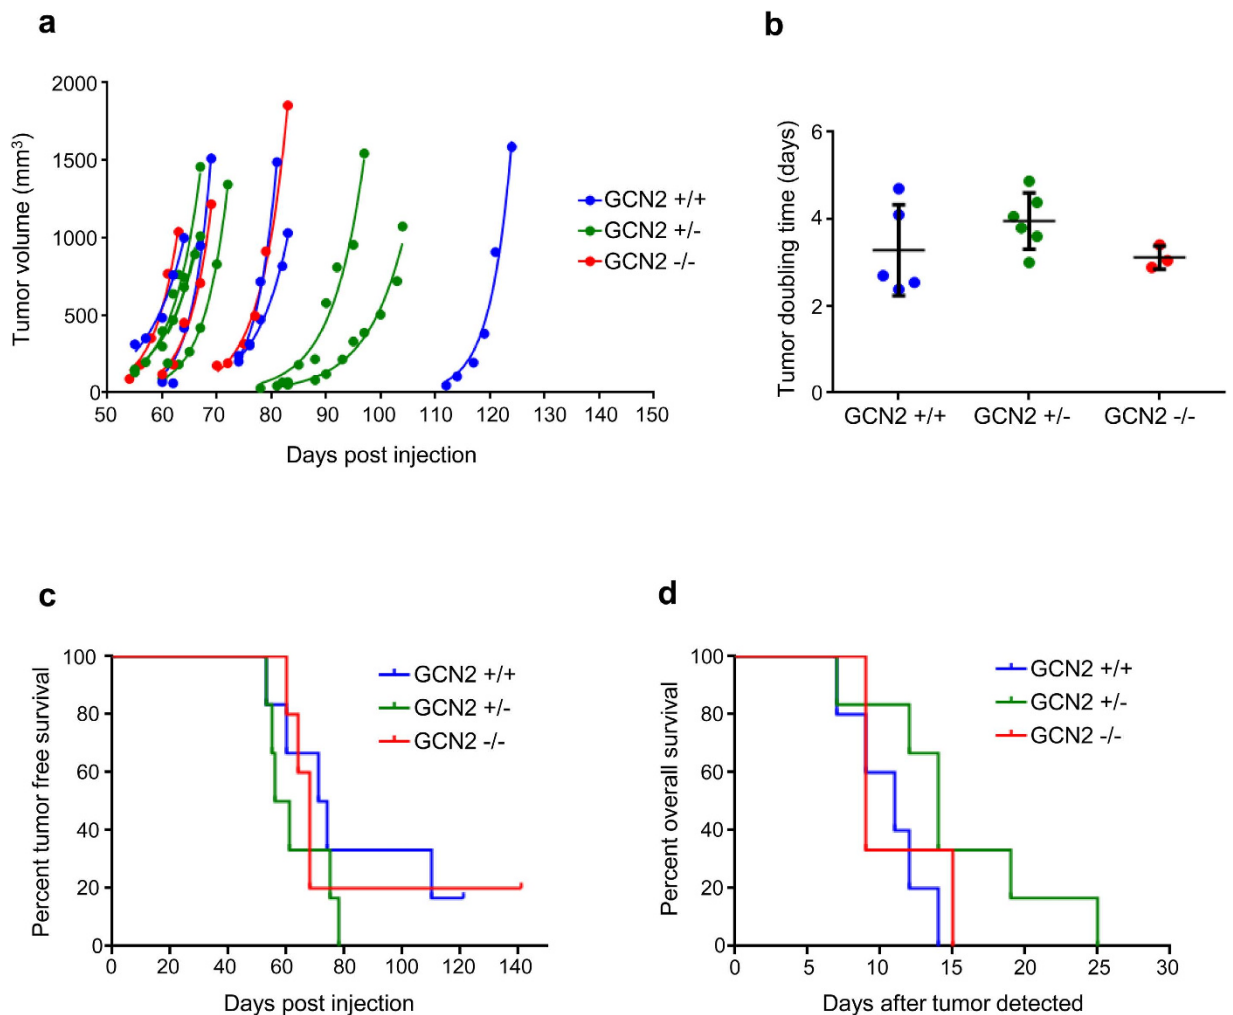 a
Tumor volume (mm³)
2000
1500
1000
500
0
50 60 70 80 90 100 110 120 130 140 150
Days post injection
GCN2 +/+
GCN2 +/-
GCN2 -/-
b
Tumor doubling time (days)
6
4
2
0
GCN2 +/+ GCN2 +/- GCN2 -/-
c
Percent tumor free survival
100
80
60
40
20
0
0 20 40 60 80 100 120 140
Days post injection
GCN2 +/+
GCN2 +/-
GCN2 -/-
d
Percent overall survival
100
80
60
40
20
0
0 5 10 15 20 25 30
Days after tumor detected
GCN2 +/+
GCN2 +/-
GCN2 -/-